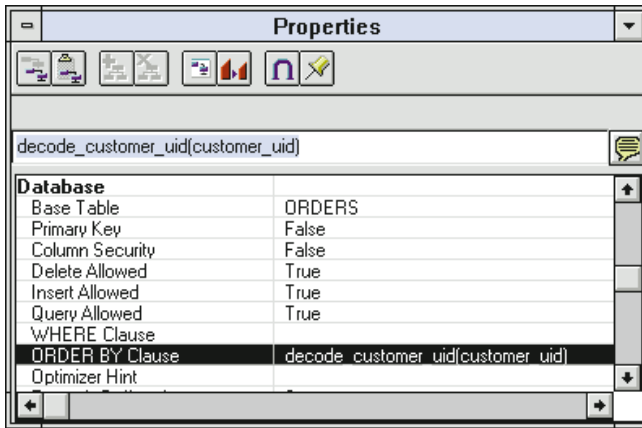 Properties
decode_customer_uid(customer_uid)
Database
Base Table ORDERS
Primary Key False
Column Security False
Delete Allowed True
Insert Allowed True
Query Allowed True
WHERE Clause
ORDER BY Clause decode_customer_uid(customer_uid)
Optimizer Hint